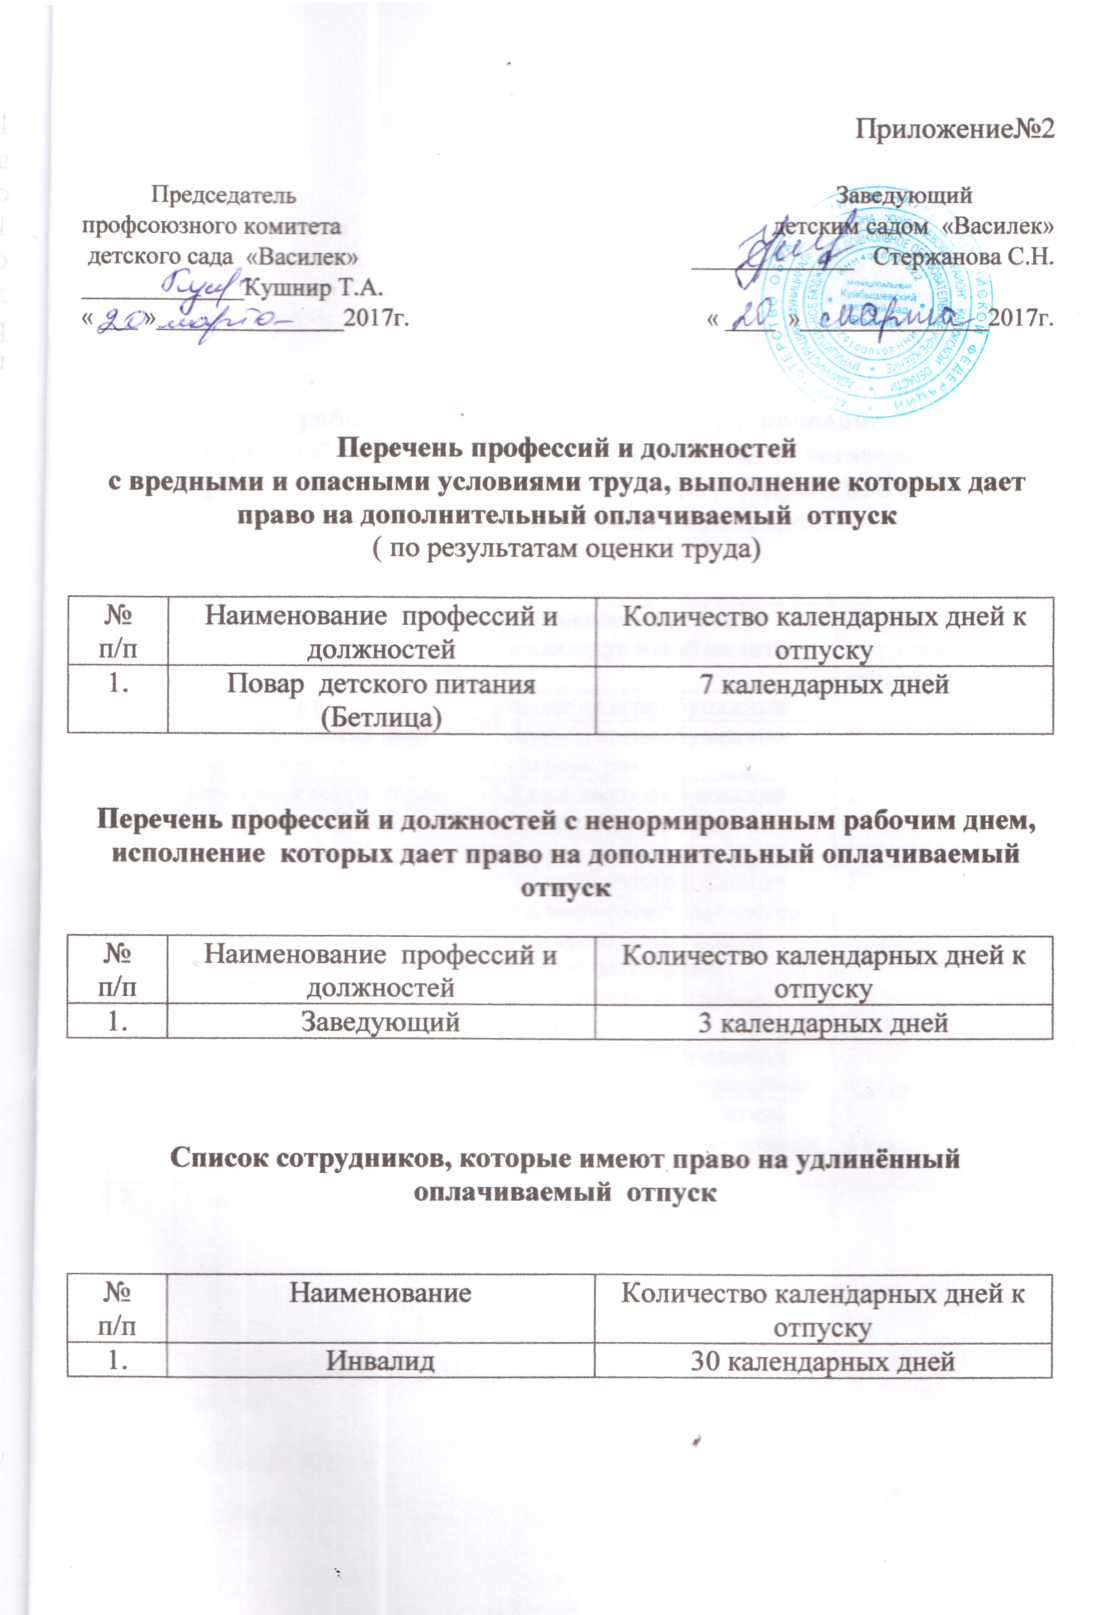 Приложение№2
Председатель
профсоюзного комитета
детского сада «Василек»
Кушнир Т.А.
«20» марта 2017г.
Заведующий
детским садом «Василек»
Стержанова С.Н.
«20» марта 2017г.
Перечень профессий и должностей
с вредными и опасными условиями труда, выполнение которых дает
право на дополнительный оплачиваемый отпуск
( по результатам оценки труда)
№ п/п Наименование профессий и должностей Количество календарных дней к отпуску
1. Повар детского питания (Бетлица) 7 календарных дней
Перечень профессий и должностей с ненормированным рабочим днем,
исполнение которых дает право на дополнительный оплачиваемый
отпуск
№ п/п Наименование профессий и должностей Количество календарных дней к отпуску
1. Заведующий 3 календарных дней
Список сотрудников, которые имеют право на удлинённый
оплачиваемый отпуск
№ п/п Наименование Количество календарных дней к отпуску
1. Инвалид 30 календарных дней